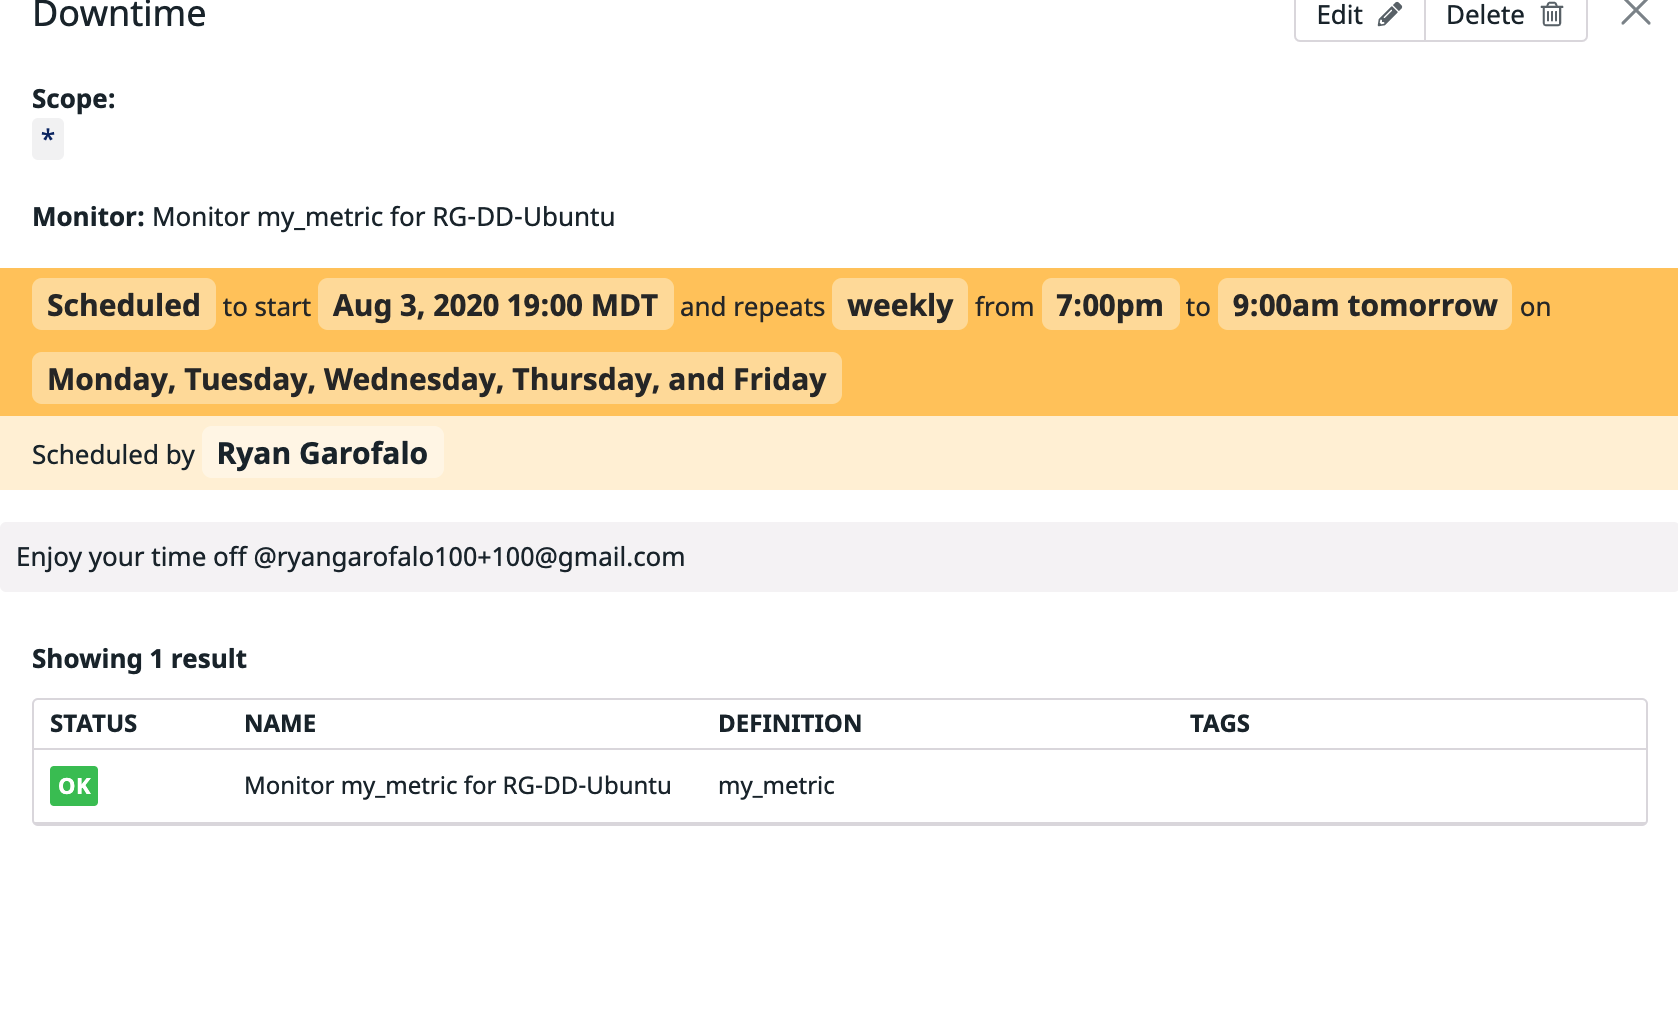 Downtime
Edit
Delete
Scope:
*
Monitor: Monitor my_metric for RG-DD-Ubuntu
Scheduled to start Aug 3, 2020 19:00 MDT and repeats weekly from 7:00pm to 9:00am tomorrow on
Monday, Tuesday, Wednesday, Thursday, and Friday
Scheduled by Ryan Garofalo
Enjoy your time off @ryangarofalo100+100@gmail.com
Showing 1 result
STATUS NAME DEFINITION TAGS
OK Monitor my_metric for RG-DD-Ubuntu my_metric